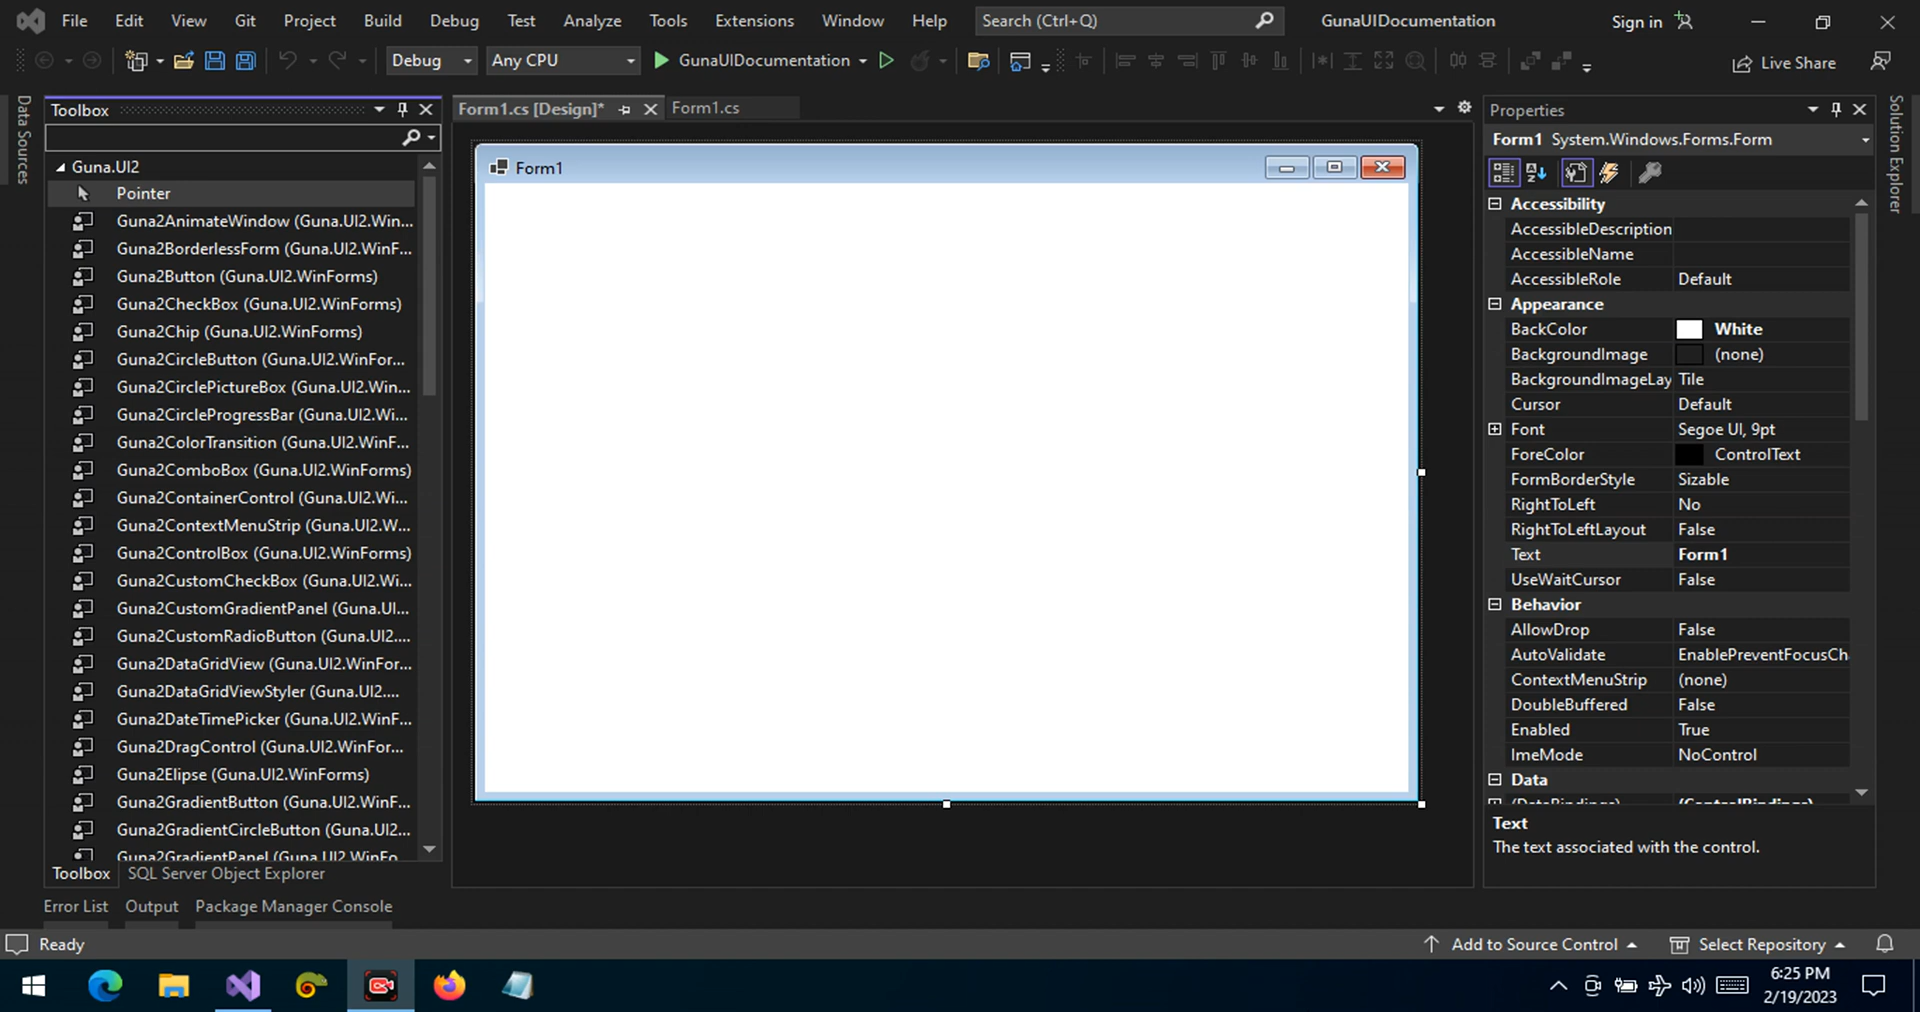 File Edit View Git Project Build Debug Test Analyze Tools Extensions Window Help Search (Ctrl+Q) GunaUIDocumentation Sign in
Debug Any CPU GunaUIDocumentation Live Share
Data Sources
Toolbox
Guna.UI2
Pointer
Guna2AnimateWindow (Guna.UI2.Win...
Guna2BorderlessForm (Guna.UI2.WinF...
Guna2Button (Guna.UI2.WinForms)
Guna2CheckBox (Guna.UI2.WinForms)
Guna2Chip (Guna.UI2.WinForms)
Guna2CircleButton (Guna.UI2.WinFor...
Guna2CirclePictureBox (Guna.UI2.Win...
Guna2CircleProgressBar (Guna.UI2.Wi...
Guna2ColorTransition (Guna.UI2.WinF...
Guna2ComboBox (Guna.UI2.WinForms)
Guna2ContainerControl (Guna.UI2.Wi...
Guna2ContextMenuStrip (Guna.UI2.W...
Guna2ControlBox (Guna.UI2.WinForms)
Guna2CustomCheckBox (Guna.UI2.Wi...
Guna2CustomGradientPanel (Guna.UI...
Guna2CustomRadioButton (Guna.UI2....
Guna2DataGridView (Guna.UI2.WinFor...
Guna2DataGridViewStyler (Guna.UI2....
Guna2DateTimePicker (Guna.UI2.WinF...
Guna2DragControl (Guna.UI2.WinFor...
Guna2Elipse (Guna.UI2.WinForms)
Guna2GradientButton (Guna.UI2.WinF...
Guna2GradientCircleButton (Guna.UI2...
Guna2GradientPanel (Guna.UI2.WinFo...
Toolbox SQL Server Object Explorer
Form1.cs [Design]* Form1.cs
Form1
Properties
Form1 System.Windows.Forms.Form
Accessibility
AccessibleDescription
AccessibleName
AccessibleRole Default
Appearance
BackColor White
BackgroundImage (none)
BackgroundImageLay Tile
Cursor Default
Font Segoe UI, 9pt
ForeColor ControlText
FormBorderStyle Sizable
RightToLeft No
RightToLeftLayout False
Text Form1
UseWaitCursor False
Behavior
AllowDrop False
AutoValidate EnablePreventFocusCh
ContextMenuStrip (none)
DoubleBuffered False
Enabled True
ImeMode NoControl
Data
(DataBindings) (ControlBindings)
Text
The text associated with the control.
Solution Explorer
Error List Output Package Manager Console
Ready Add to Source Control Select Repository
6:25 PM
2/19/2023